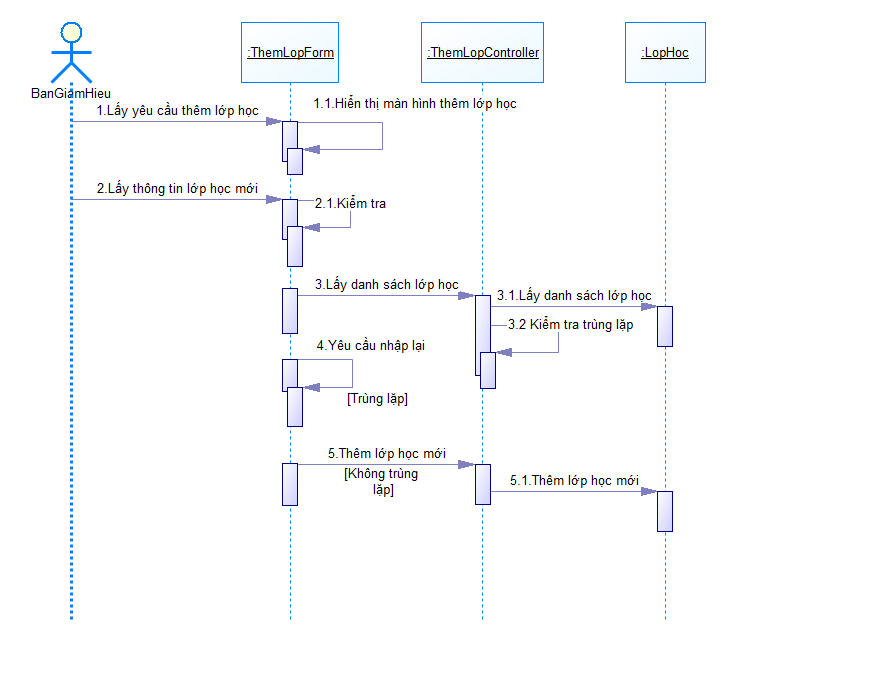 :ThemLopForm
:ThemLopController
:LopHoc
BanGiamHieu
1.Lấy yêu cầu thêm lớp học
1.1.Hiển thị màn hình thêm lớp học
2.Lấy thông tin lớp học mới
2.1.Kiểm tra
3.Lấy danh sách lớp học
3.1.Lấy danh sách lớp học
3.2 Kiểm tra trùng lặp
4.Yêu cầu nhập lại
[Trùng lặp]
5.Thêm lớp học mới
[Không trùng
lặp]
5.1.Thêm lớp học mới